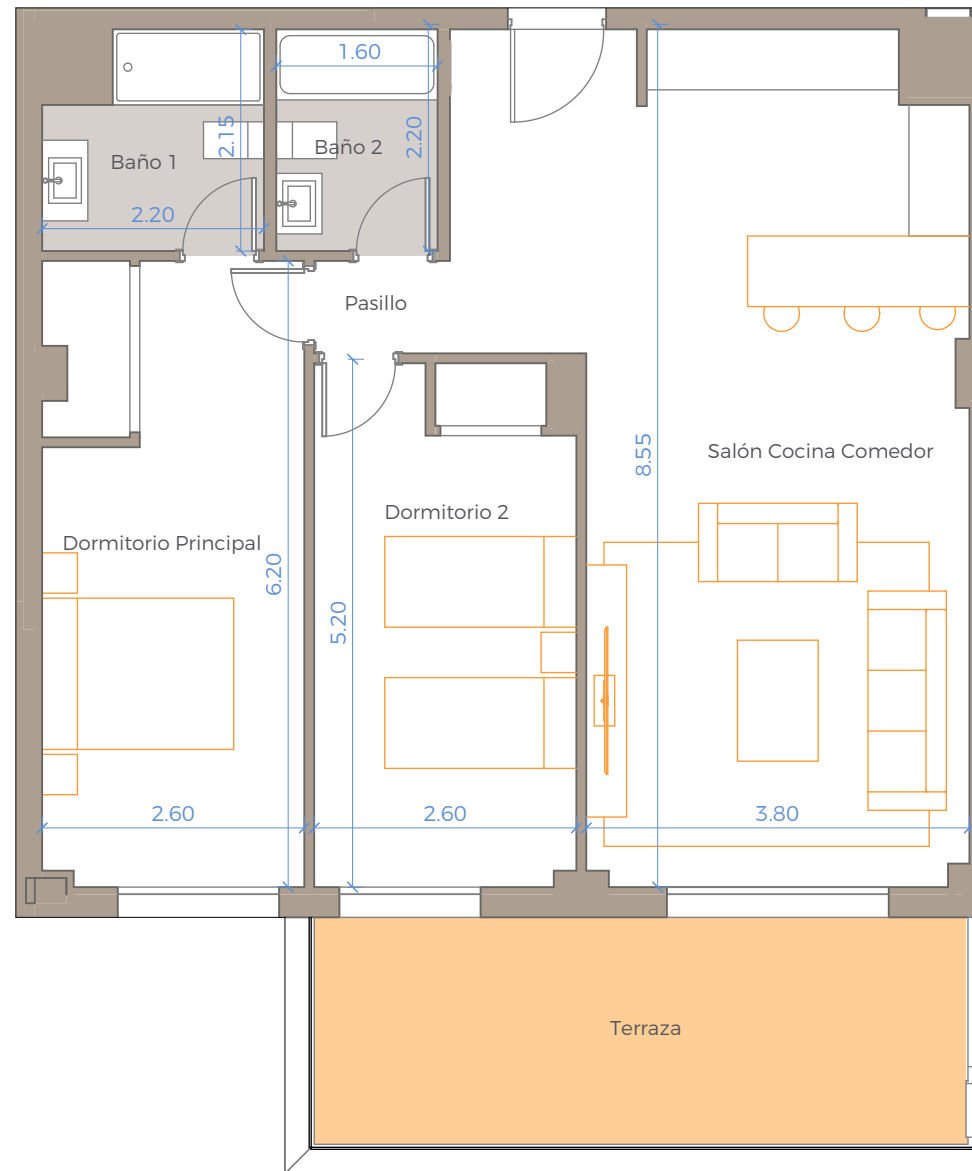 1.60
2.15
2.20
Baño 1
Baño 2
2.20
Pasillo
8.55
Salón Cocina Comedor
Dormitorio 2
Dormitorio Principal
6.20
5.20
2.60
2.60
3.80
Terraza